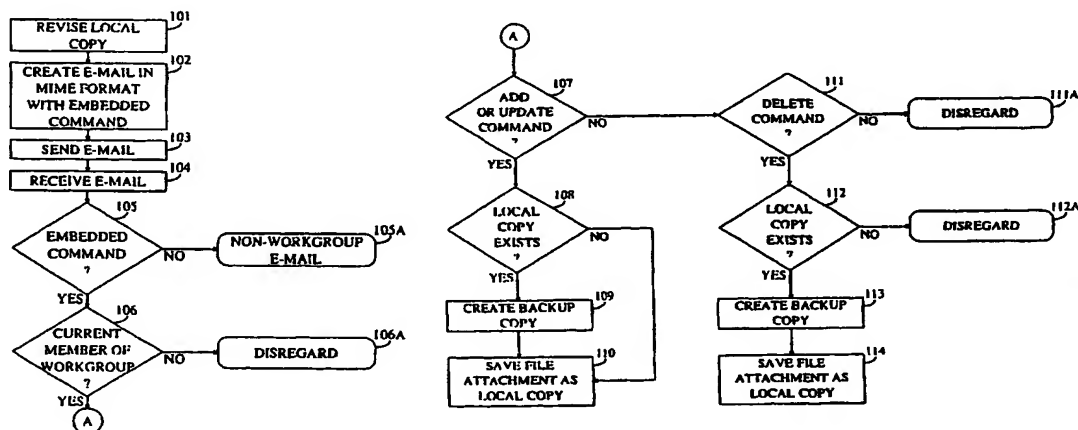 101
REVISE LOCAL
COPY
102
CREATE E-MAIL IN
MIME FORMAT
WITH EMBEDDED
COMMAND
103
SEND E-MAIL
104
RECEIVE E-MAIL
105
EMBEDDED
COMMAND
?
NO
105A
NON-WORKGROUP
E-MAIL
YES
106
CURRENT
MEMBER OF
WORKGROUP
?
NO
106A
DISREGARD
YES
A
A
107
ADD
OR UPDATE
COMMAND
?
NO
YES
108
LOCAL
COPY
EXISTS
?
NO
YES
109
CREATE BACKUP
COPY
110
SAVE FILE
ATTACHMENT AS
LOCAL COPY
111
DELETE
COMMAND
?
NO
111A
DISREGARD
YES
112
LOCAL
COPY
EXISTS
?
NO
112A
DISREGARD
YES
113
CREATE BACKUP
COPY
114
SAVE FILE
ATTACHMENT AS
LOCAL COPY